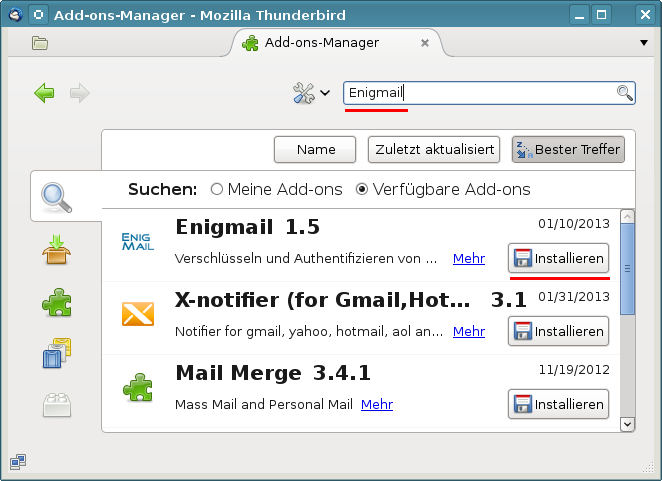 Add-ons-Manager - Mozilla Thunderbird
Add-ons-Manager
Enigmail
Name Zuletzt aktualisiert Bester Treffer
Suchen: Meine Add-ons Verfügbare Add-ons
ENIG
MAIL
Enigmail 1.5 01/10/2013
Verschlüsseln und Authentifizieren von ... Mehr Installieren
X-notifier (for Gmail,Hot... 3.1 01/31/2013
Notifier for gmail, yahoo, hotmail, aol an... Mehr Installieren
Mail Merge 3.4.1 11/19/2012
Mass Mail and Personal Mail Mehr Installieren